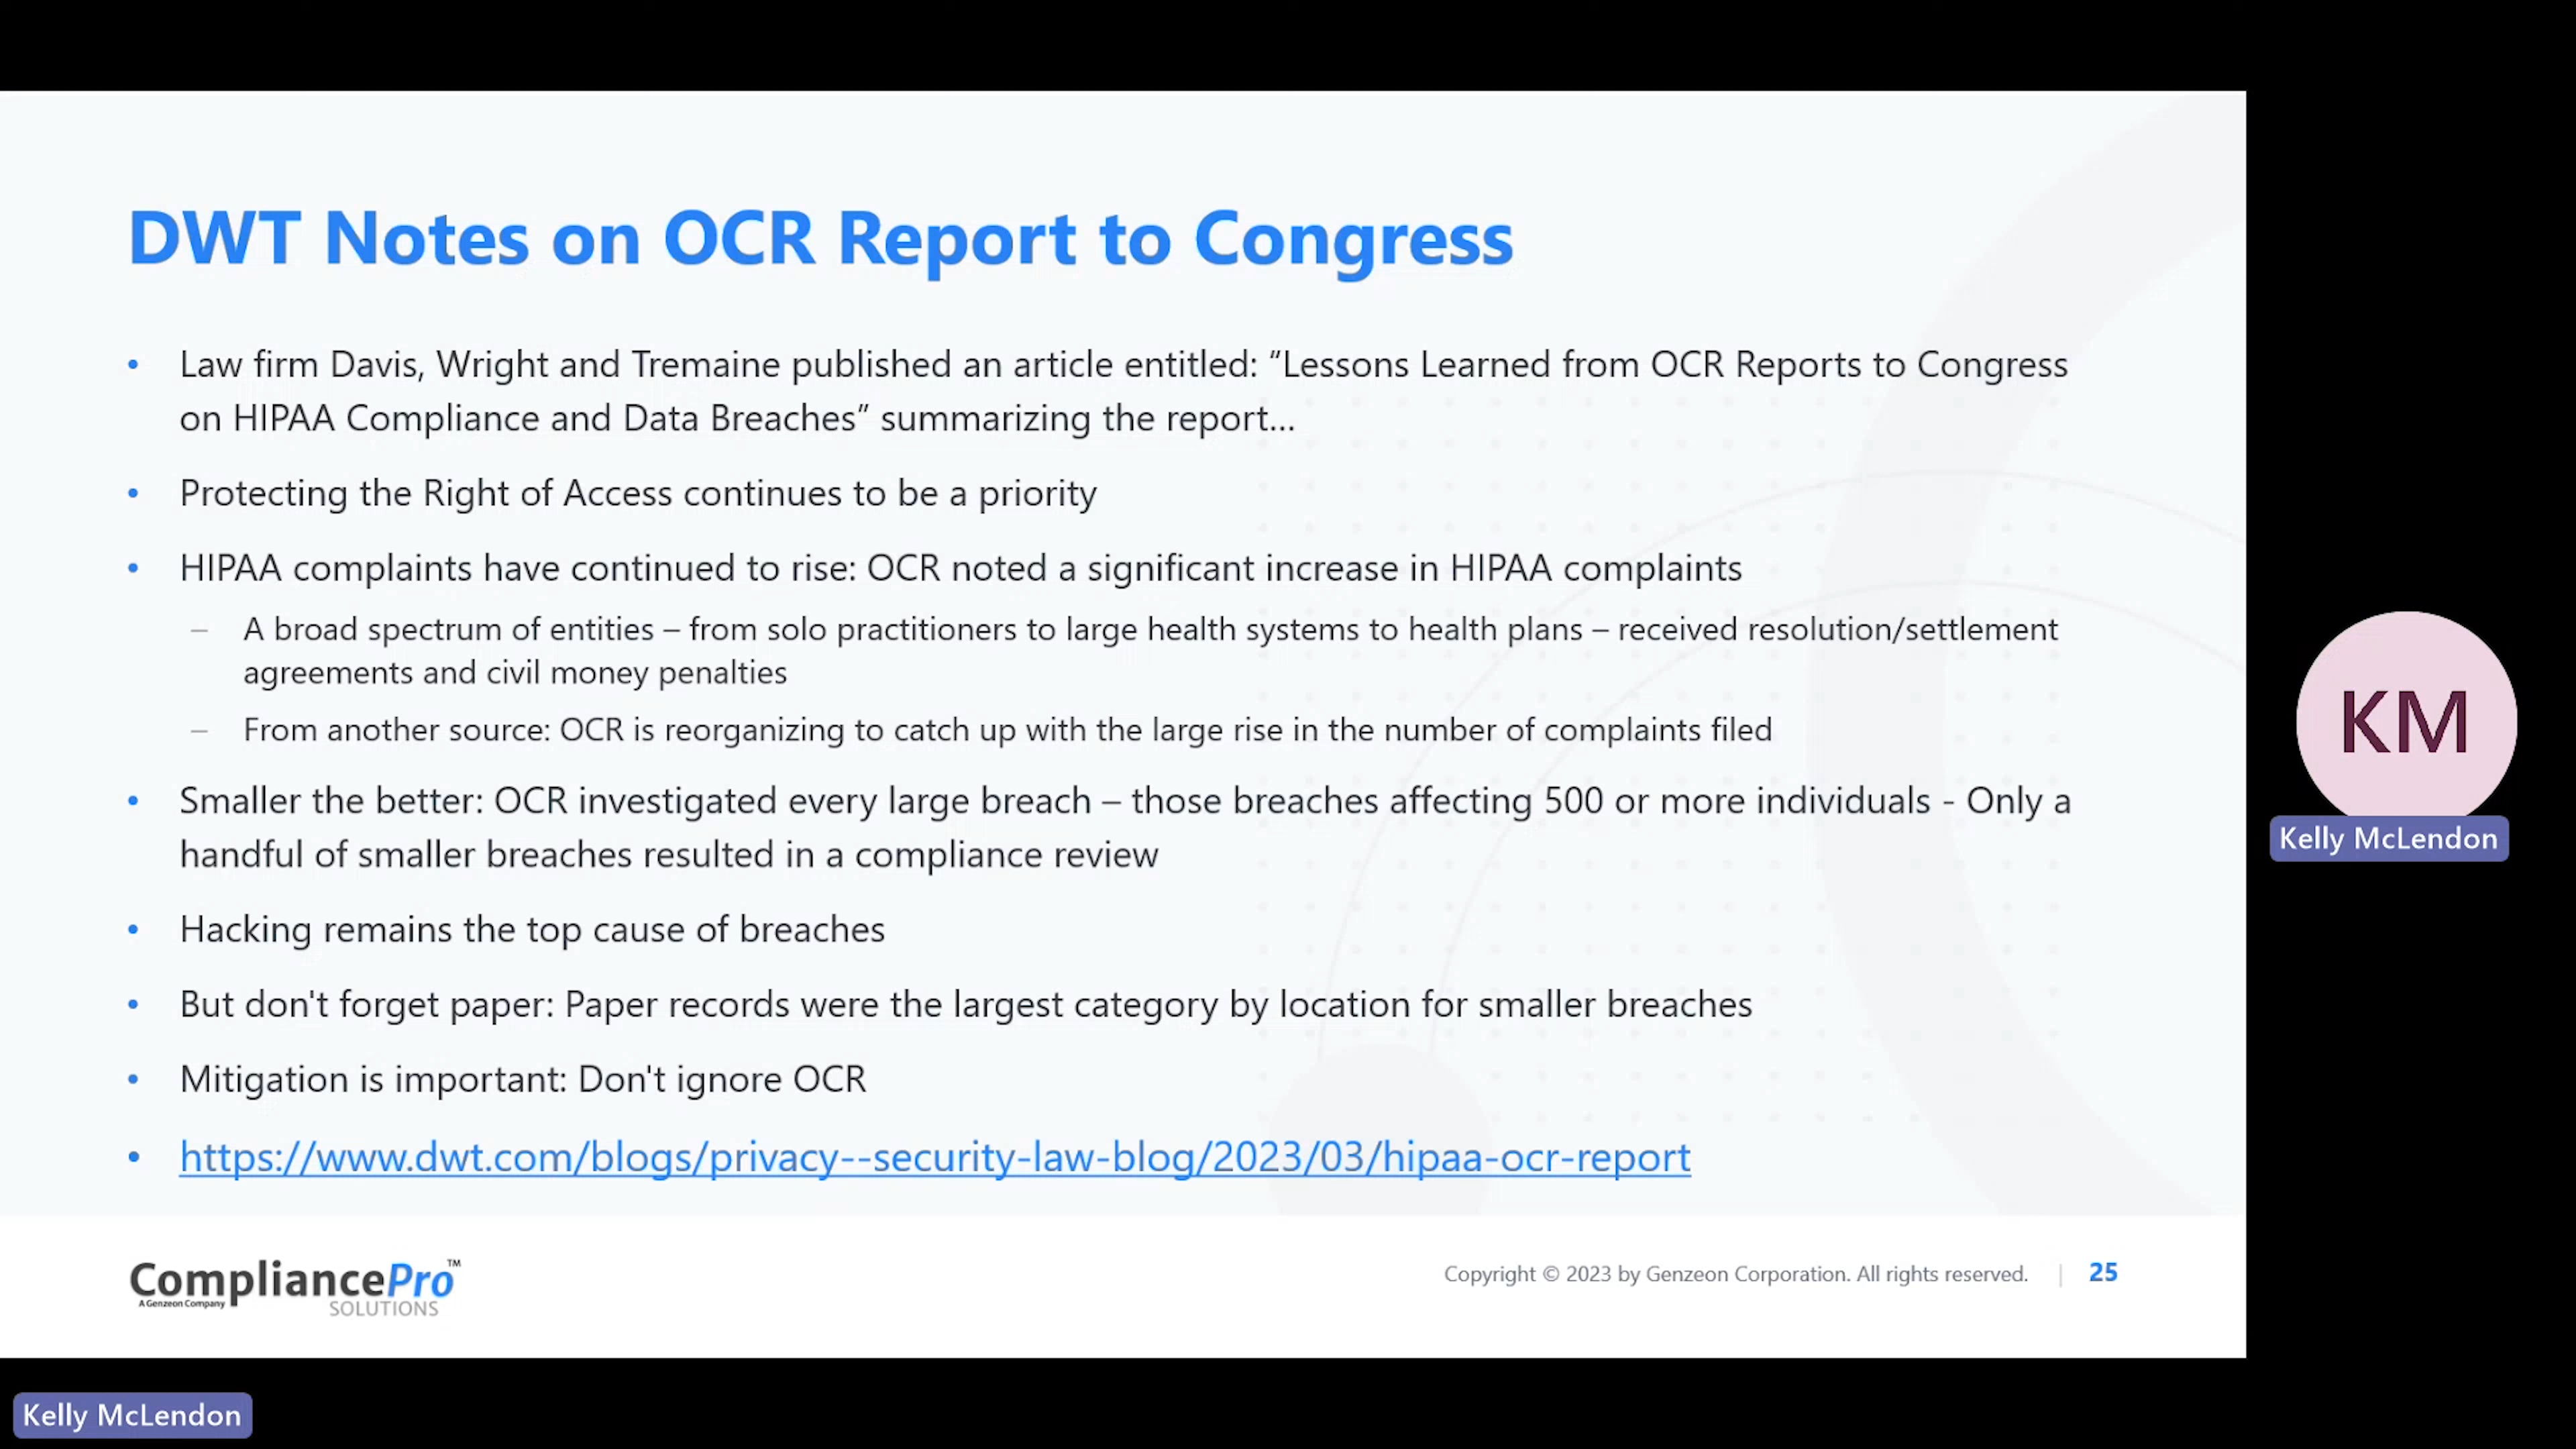 DWT Notes on OCR Report to Congress
• Law firm Davis, Wright and Tremaine published an article entitled: ”Lessons Learned from OCR Reports to Congress
on HIPAA Compliance and Data Breaches” summarizing the report...
• Protecting the Right of Access continues to be a priority
• HIPAA complaints have continued to rise: OCR noted a significant increase in HIPAA complaints
– A broad spectrum of entities – from solo practitioners to large health systems to health plans – received resolution/settlement
agreements and civil money penalties
– From another source: OCR is reorganizing to catch up with the large rise in the number of complaints filed
• Smaller the better: OCR investigated every large breach – those breaches affecting 500 or more individuals - Only a
handful of smaller breaches resulted in a compliance review
• Hacking remains the top cause of breaches
• But don't forget paper: Paper records were the largest category by location for smaller breaches
• Mitigation is important: Don't ignore OCR
• https://www.dwt.com/blogs/privacy--security-law-blog/2023/03/hipaa-ocr-report
CompliancePro™
A Genzeon Company
SOLUTIONS
Copyright © 2023 by Genzeon Corporation. All rights reserved. | 25
KM
Kelly McLendon
Kelly McLendon